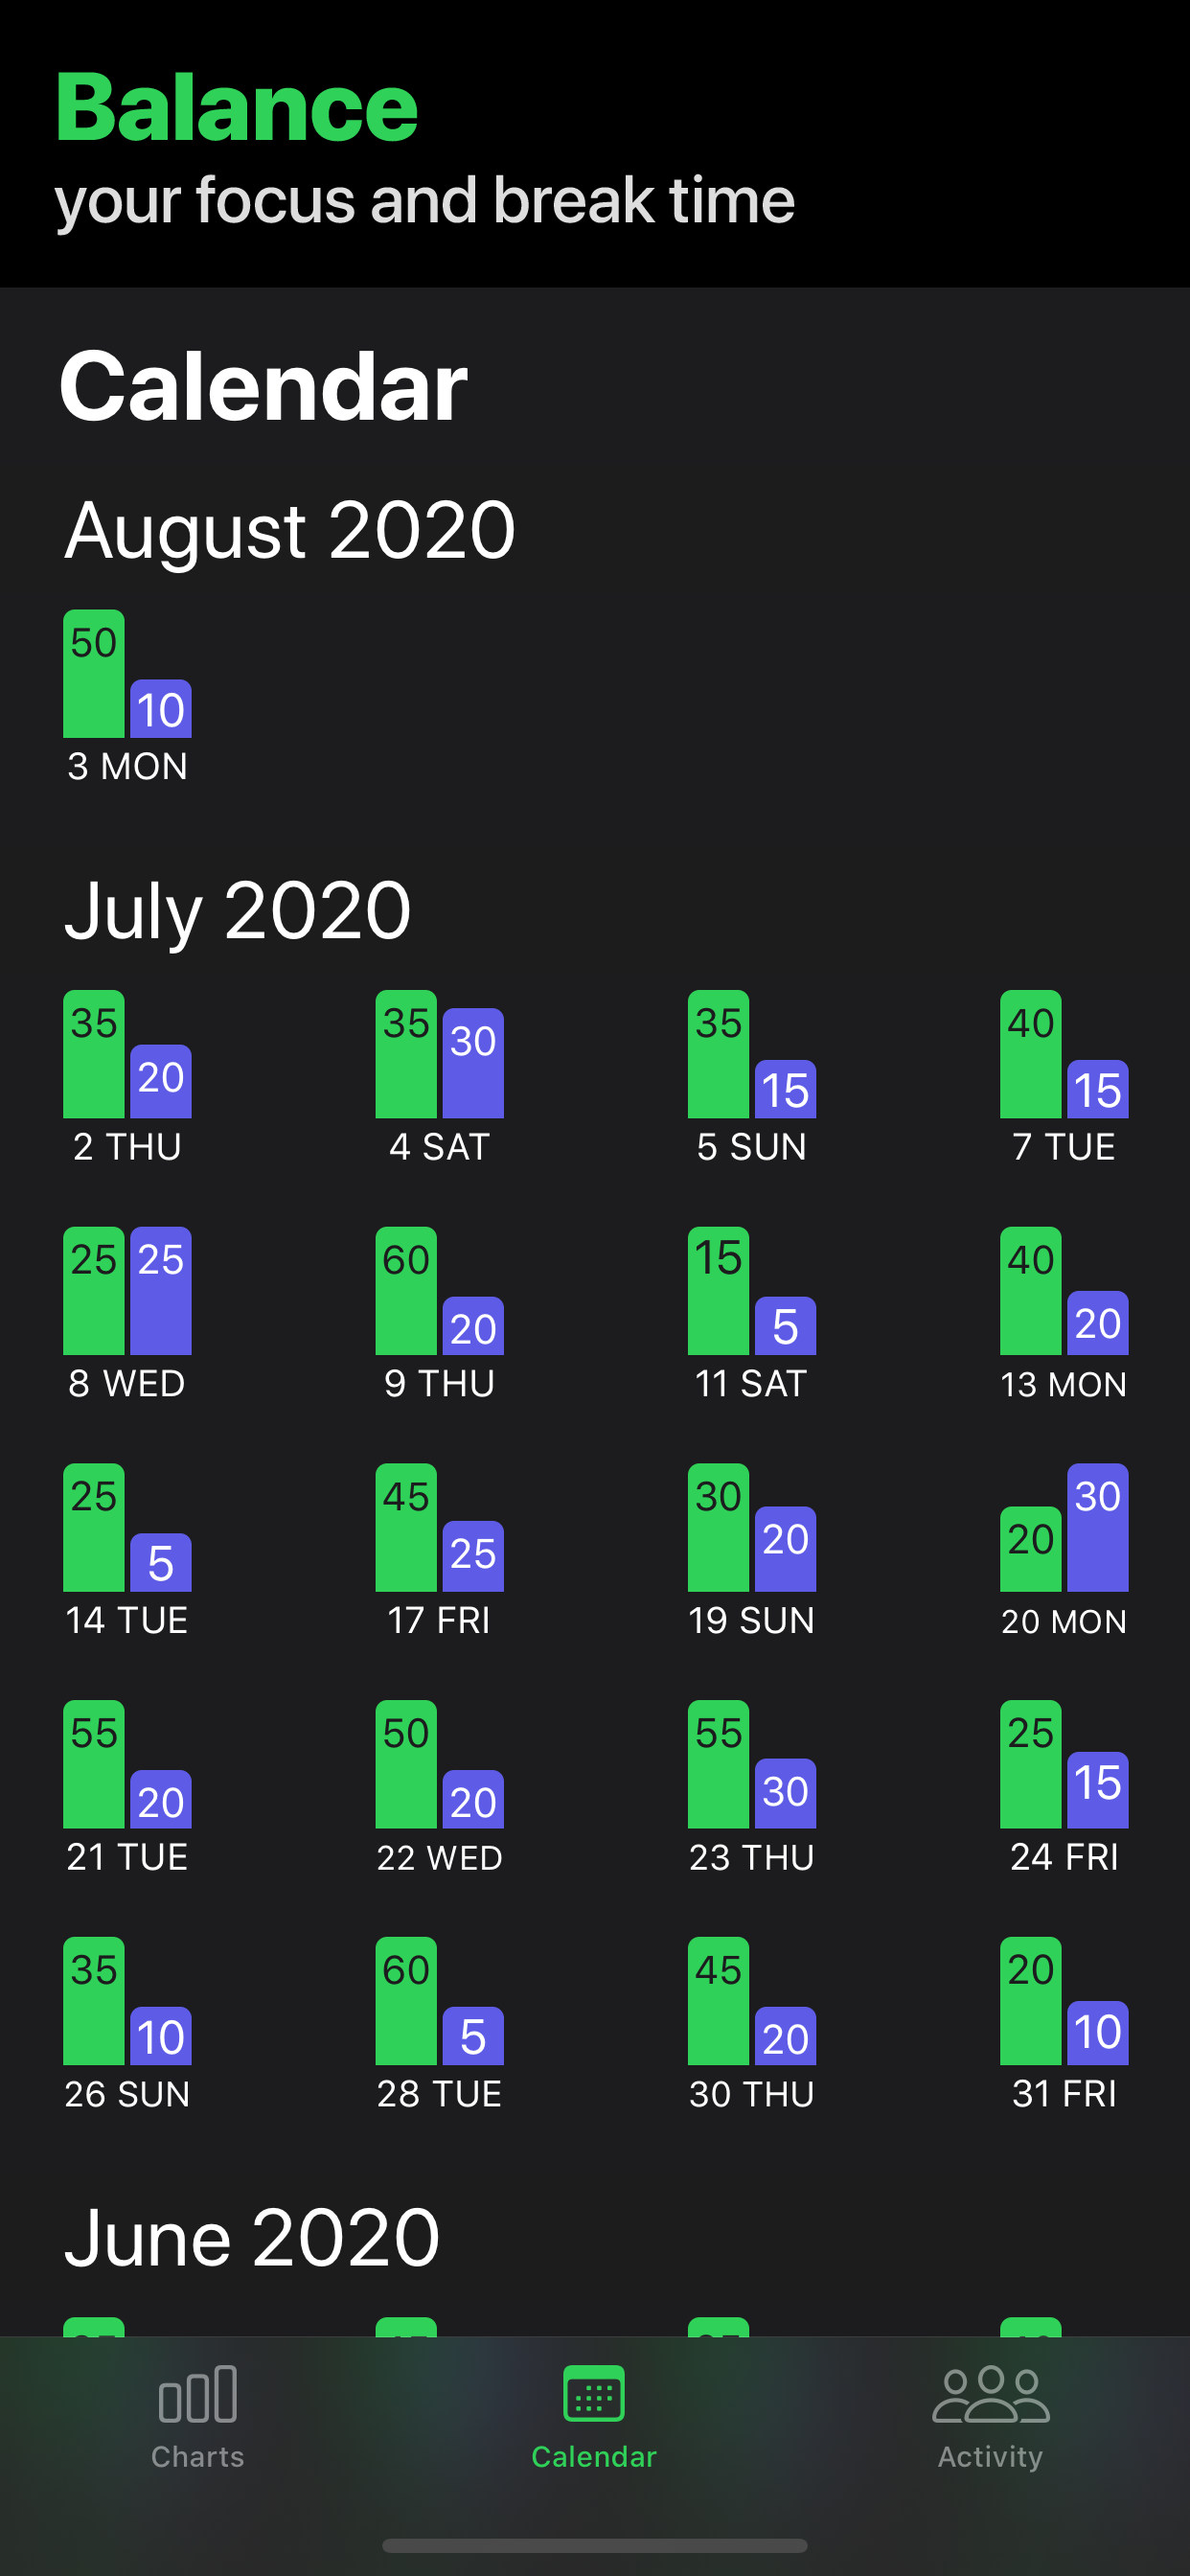 Balance
your focus and break time
Calendar
August 2020
50 10
3 MON
July 2020
35 20 35 30 35 15 40 15
2 THU 4 SAT 5 SUN 7 TUE
25 25 60 20 15 5 40 20
8 WED 9 THU 11 SAT 13 MON
25 5 45 25 30 20 20 30
14 TUE 17 FRI 19 SUN 20 MON
55 20 50 20 55 30 25 15
21 TUE 22 WED 23 THU 24 FRI
35 10 60 5 45 20 20 10
26 SUN 28 TUE 30 THU 31 FRI
June 2020
Charts Calendar Activity